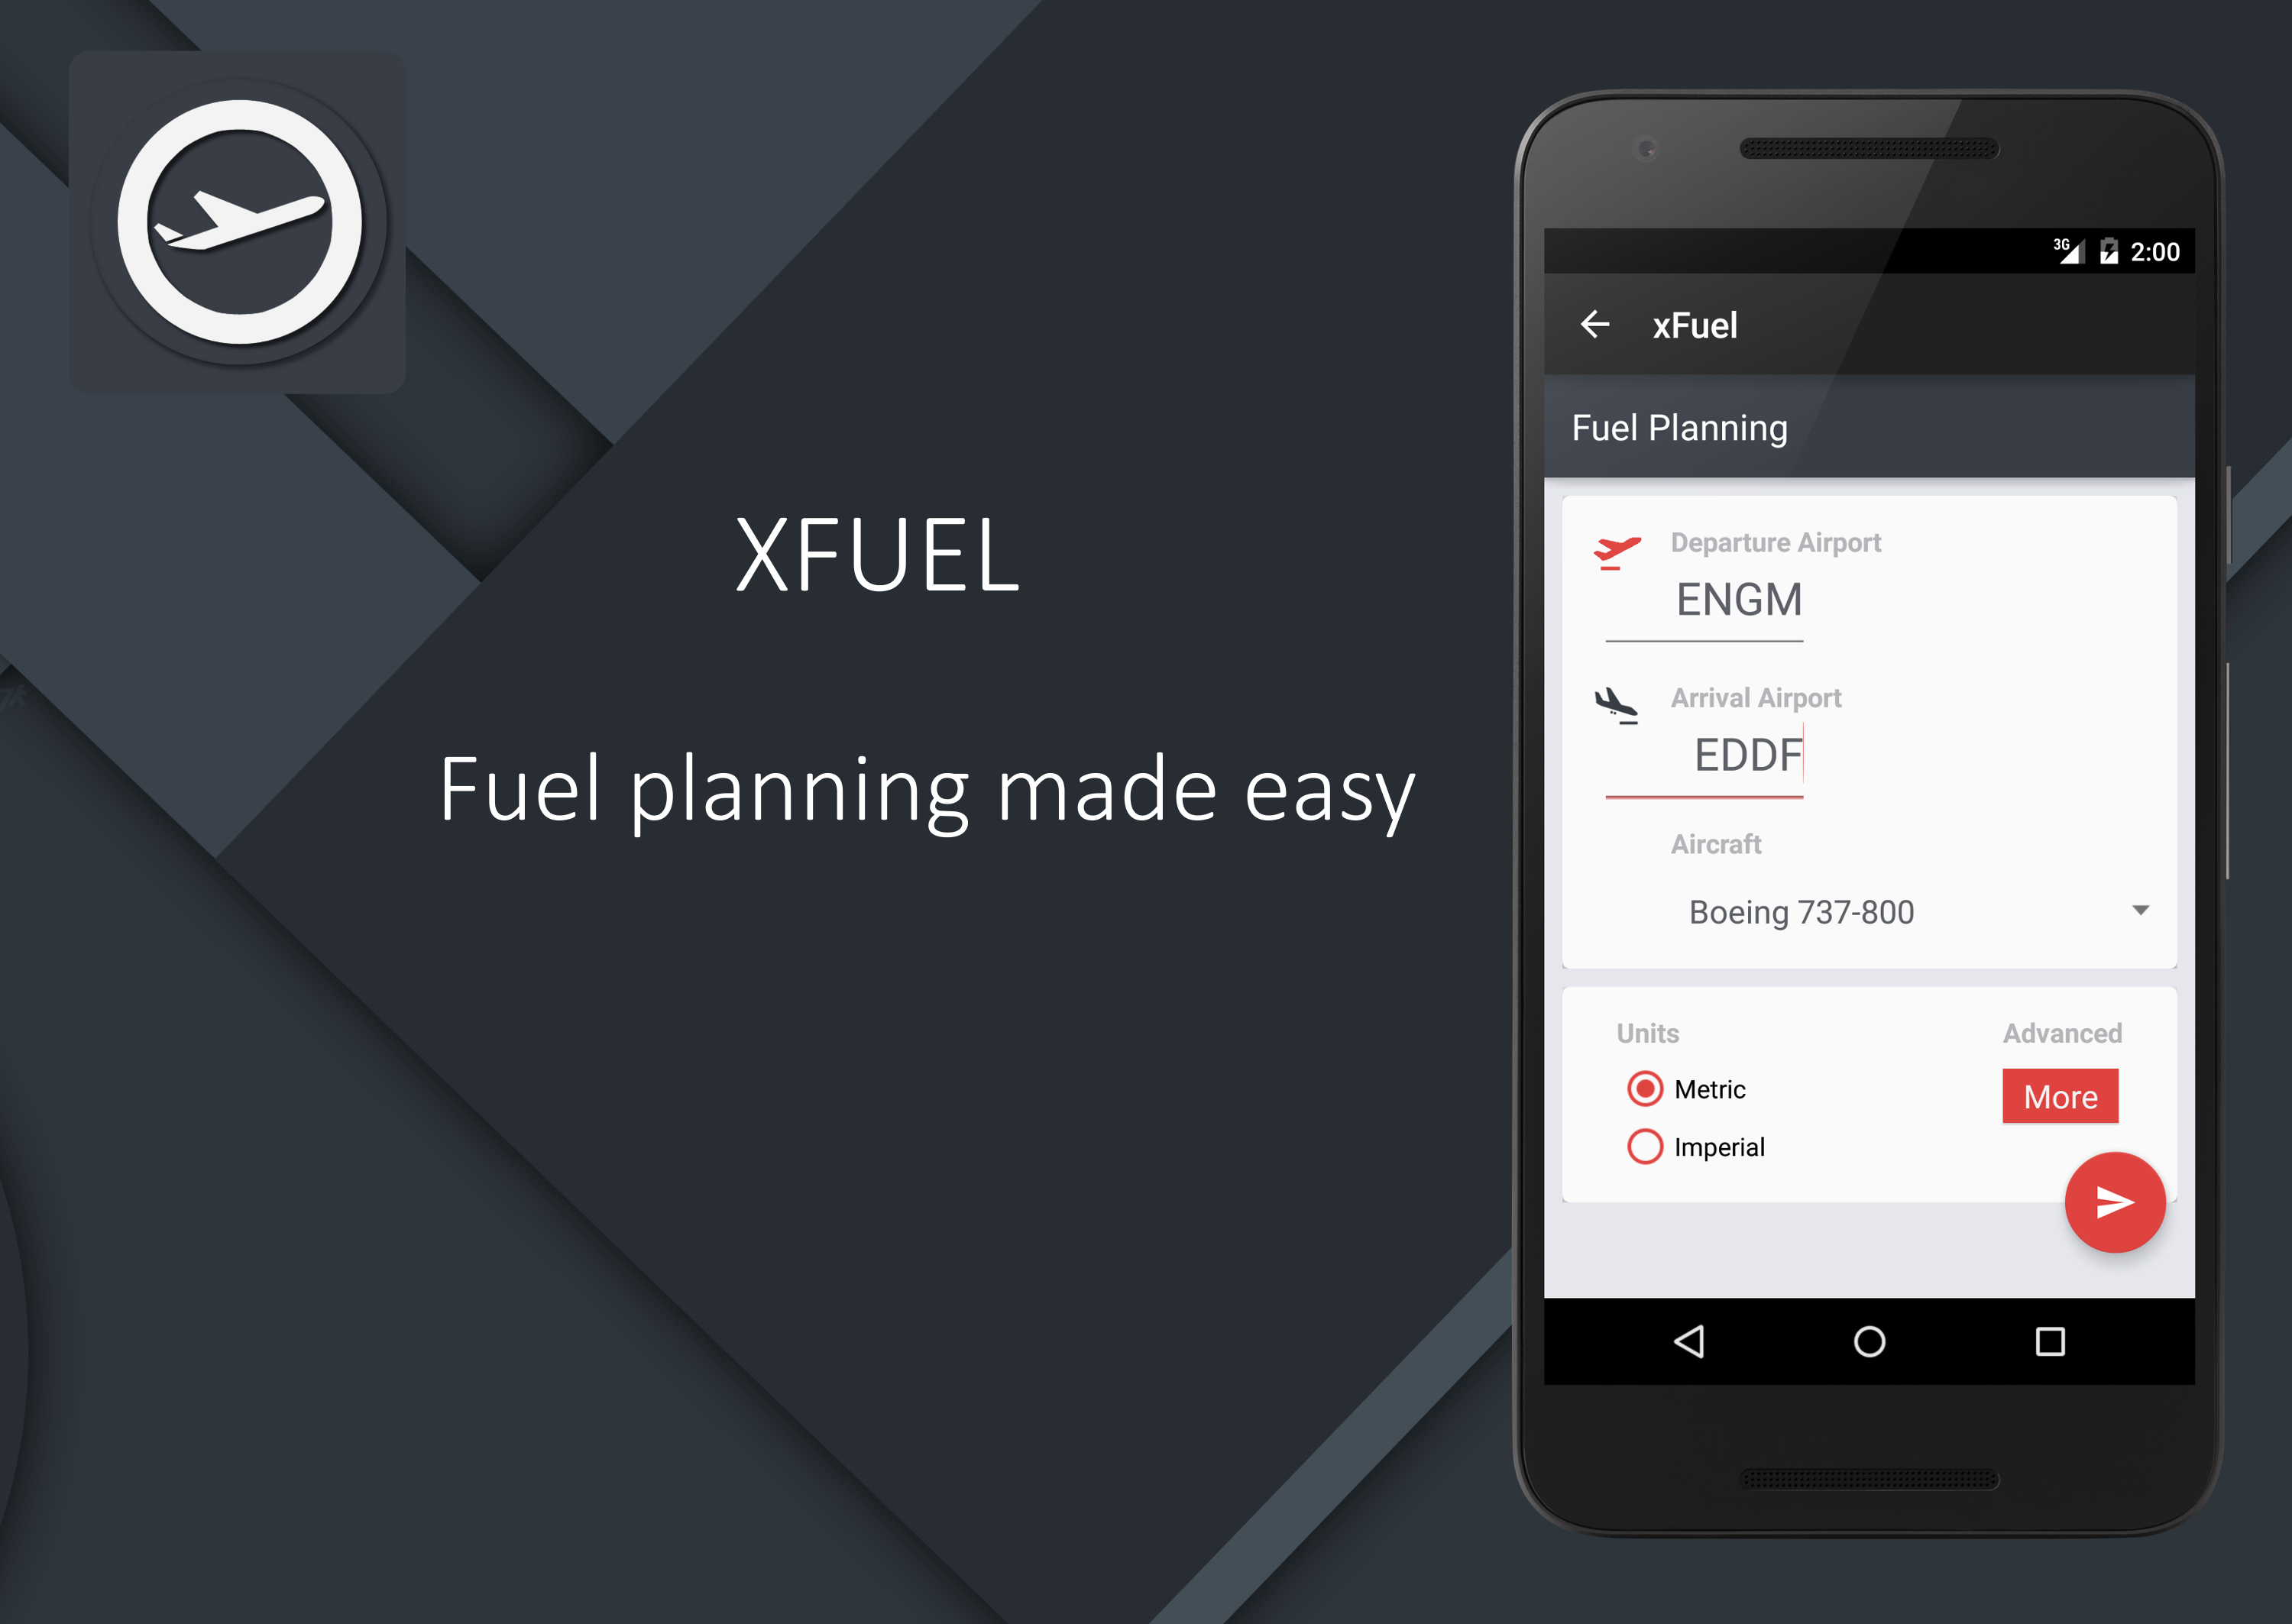 XFUEL
Fuel planning made easy
3G 2:00
xFuel
Fuel Planning
Departure Airport
ENGM
Arrival Airport
EDDF
Aircraft
Boeing 737-800
Units
Advanced
Metric
More
Imperial